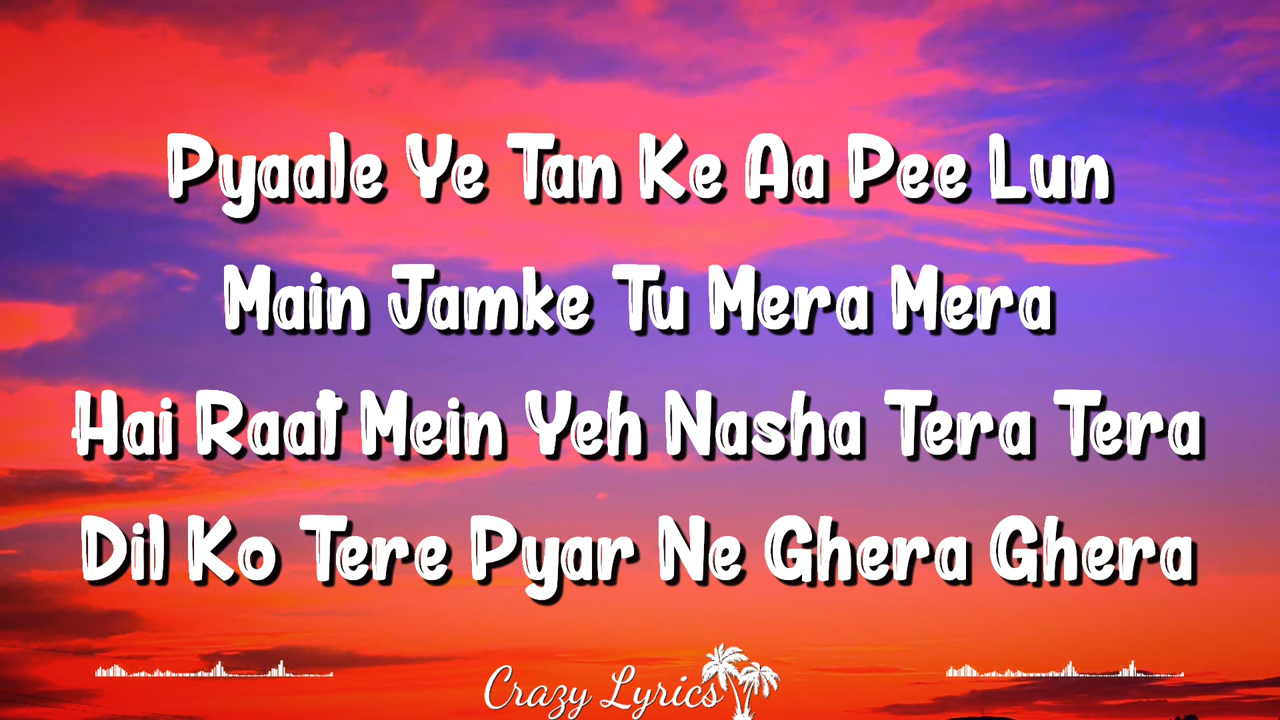 Pyaale Ye Tan Ke Aa Pee Lun
Main Jamke Tu Mera Mera
Hai Raat Mein Yeh Nasha Tera Tera
Dil Ko Tere Pyar Ne Ghera Ghera
Crazy Lyrics